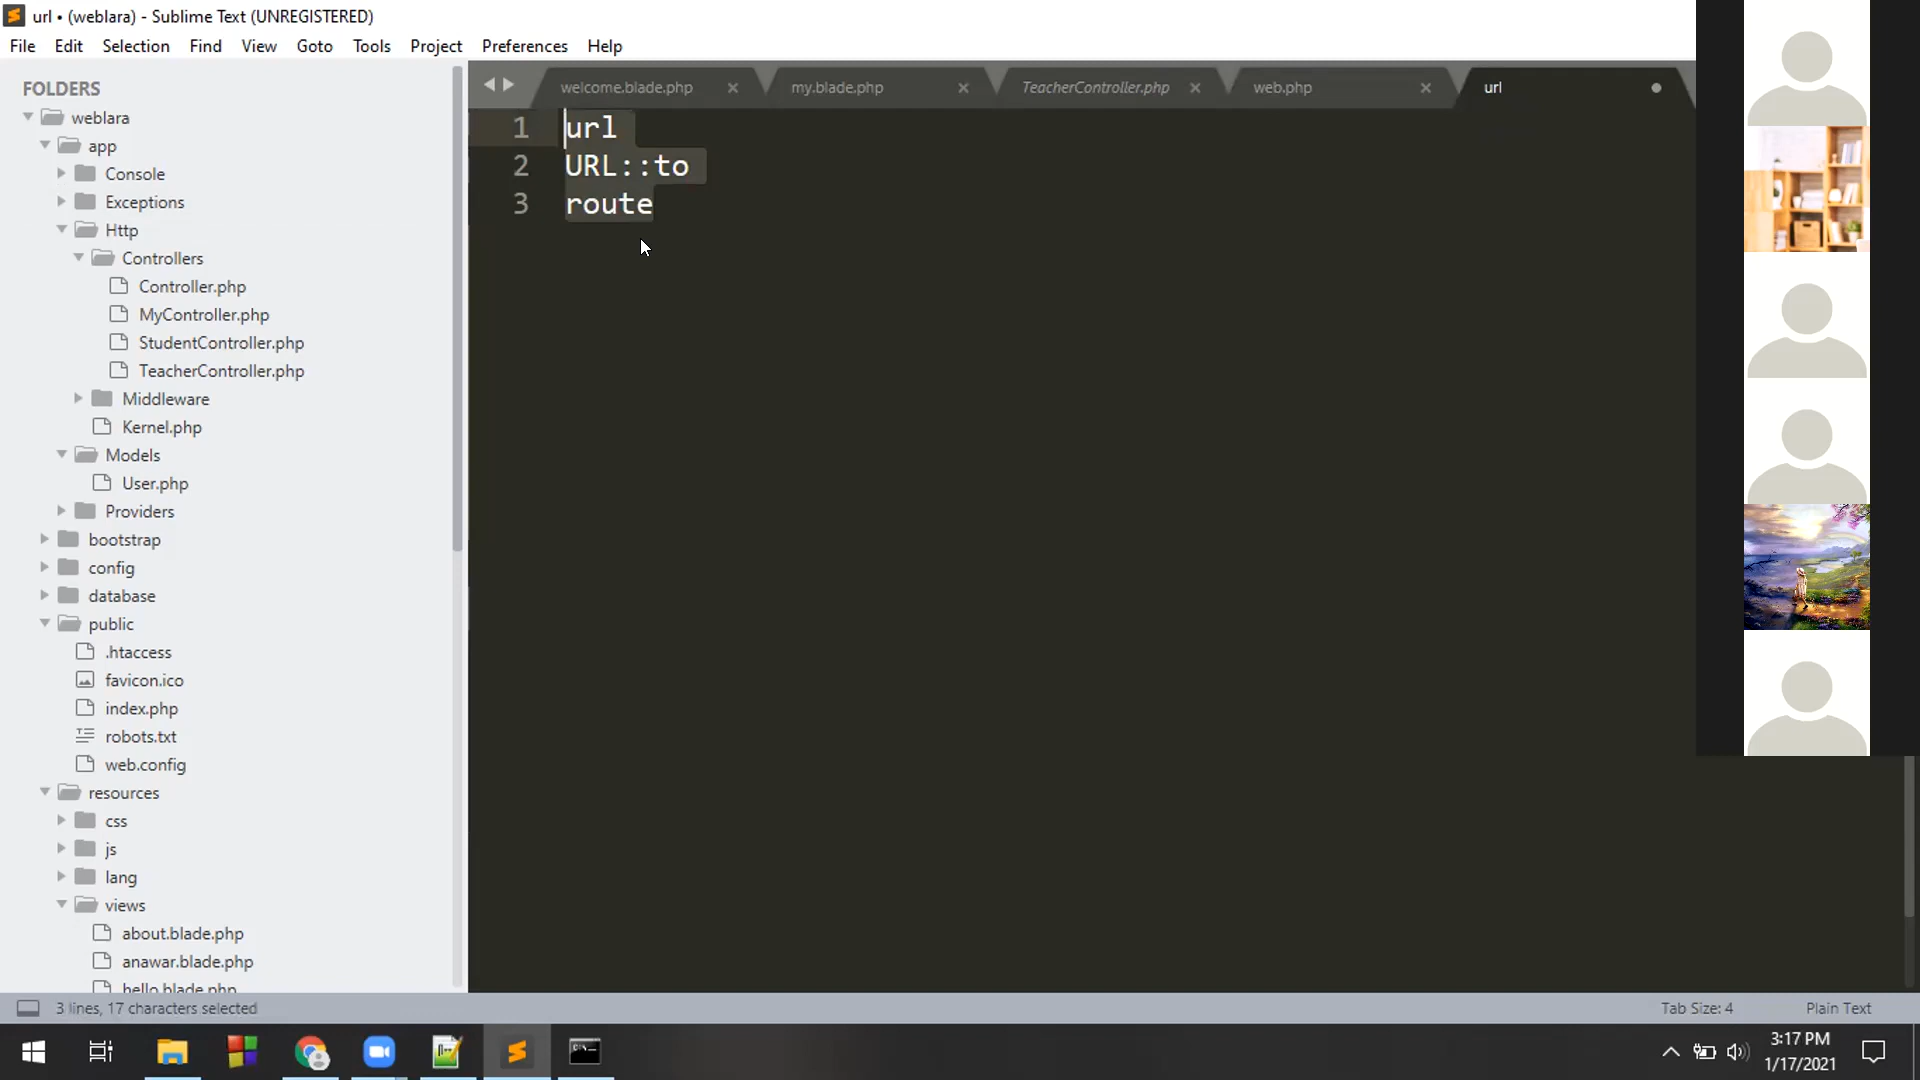 url • (weblara) - Sublime Text (UNREGISTERED)
File Edit Selection Find View Goto Tools Project Preferences Help
FOLDERS
weblara
app
Console
Exceptions
Http
Controllers
Controller.php
MyController.php
StudentController.php
TeacherController.php
Middleware
Kernel.php
Models
User.php
Providers
bootstrap
config
database
public
.htaccess
favicon.ico
index.php
robots.txt
web.config
resources
css
js
lang
views
about.blade.php
anawar.blade.php
hello.blade.php
welcome.blade.php my.blade.php TeacherController.php web.php url
1 url
2 URL::to
3 route
3 lines, 17 characters selected
Tab Size: 4 Plain Text
3:17 PM
1/17/2021